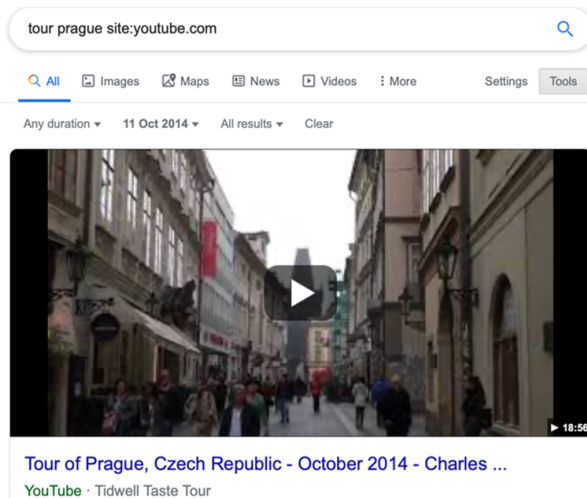 tour prague site:youtube.com
All Images Maps News Videos More Settings Tools
Any duration 11 Oct 2014 All results Clear
18:56
Tour of Prague, Czech Republic - October 2014 - Charles ...
YouTube · Tidwell Taste Tour